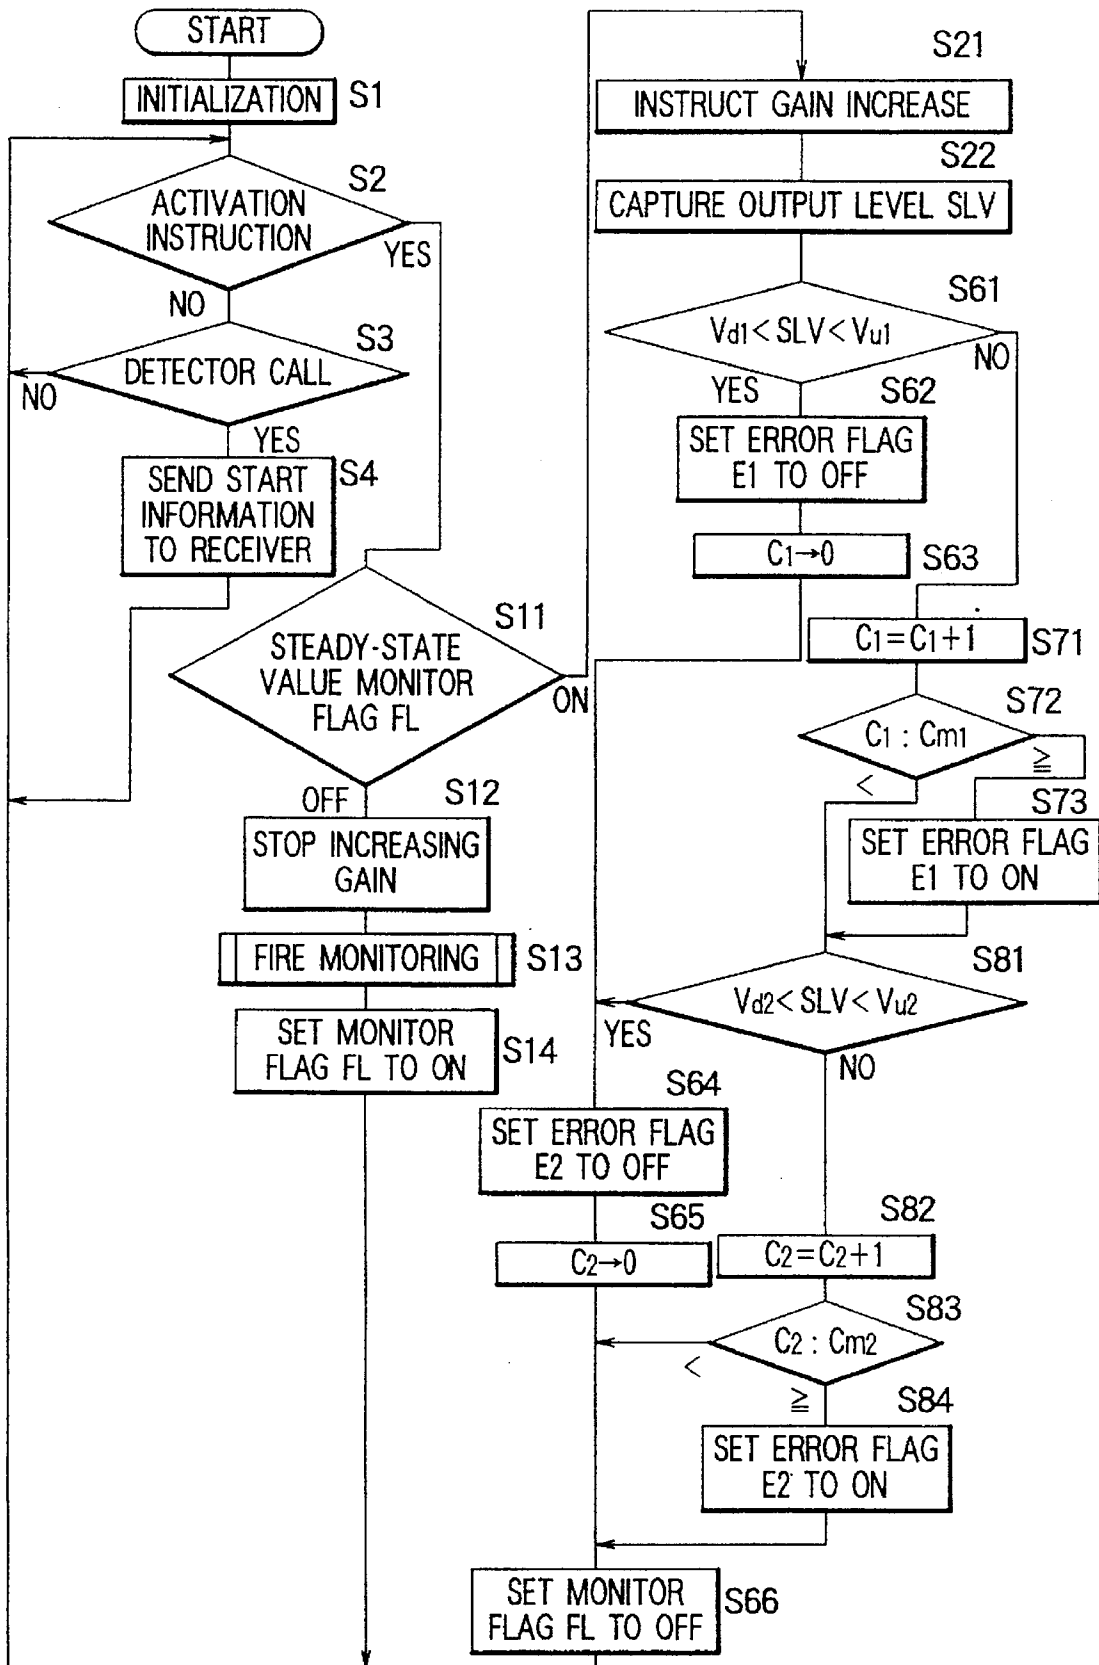 START
INITIALIZATION
S1
S2
ACTIVATION
INSTRUCTION
YES
NO
S3
DETECTOR CALL
NO
YES
S4
SEND START
INFORMATION
TO RECEIVER
S11
STEADY-STATE
VALUE MONITOR
FLAG FL
ON
OFF
S12
STOP INCREASING
GAIN
FIRE MONITORING
S13
SET MONITOR
FLAG FL TO ON
S14
S21
INSTRUCT GAIN INCREASE
S22
CAPTURE OUTPUT LEVEL SLV
S61
Vd1< SLV < Vu1
NO
YES
S62
SET ERROR FLAG
E1 TO OFF
C1→0
S63
C1=C1+1
S71
S72
C1 : Cm1
<
≧
S73
SET ERROR FLAG
E1 TO ON
S81
Vd2< SLV < Vu2
YES
NO
S64
SET ERROR FLAG
E2 TO OFF
S65
C2→0
S82
C2=C2+1
S83
C2 : Cm2
<
≧
S84
SET ERROR FLAG
E2 TO ON
SET MONITOR
FLAG FL TO OFF
S66